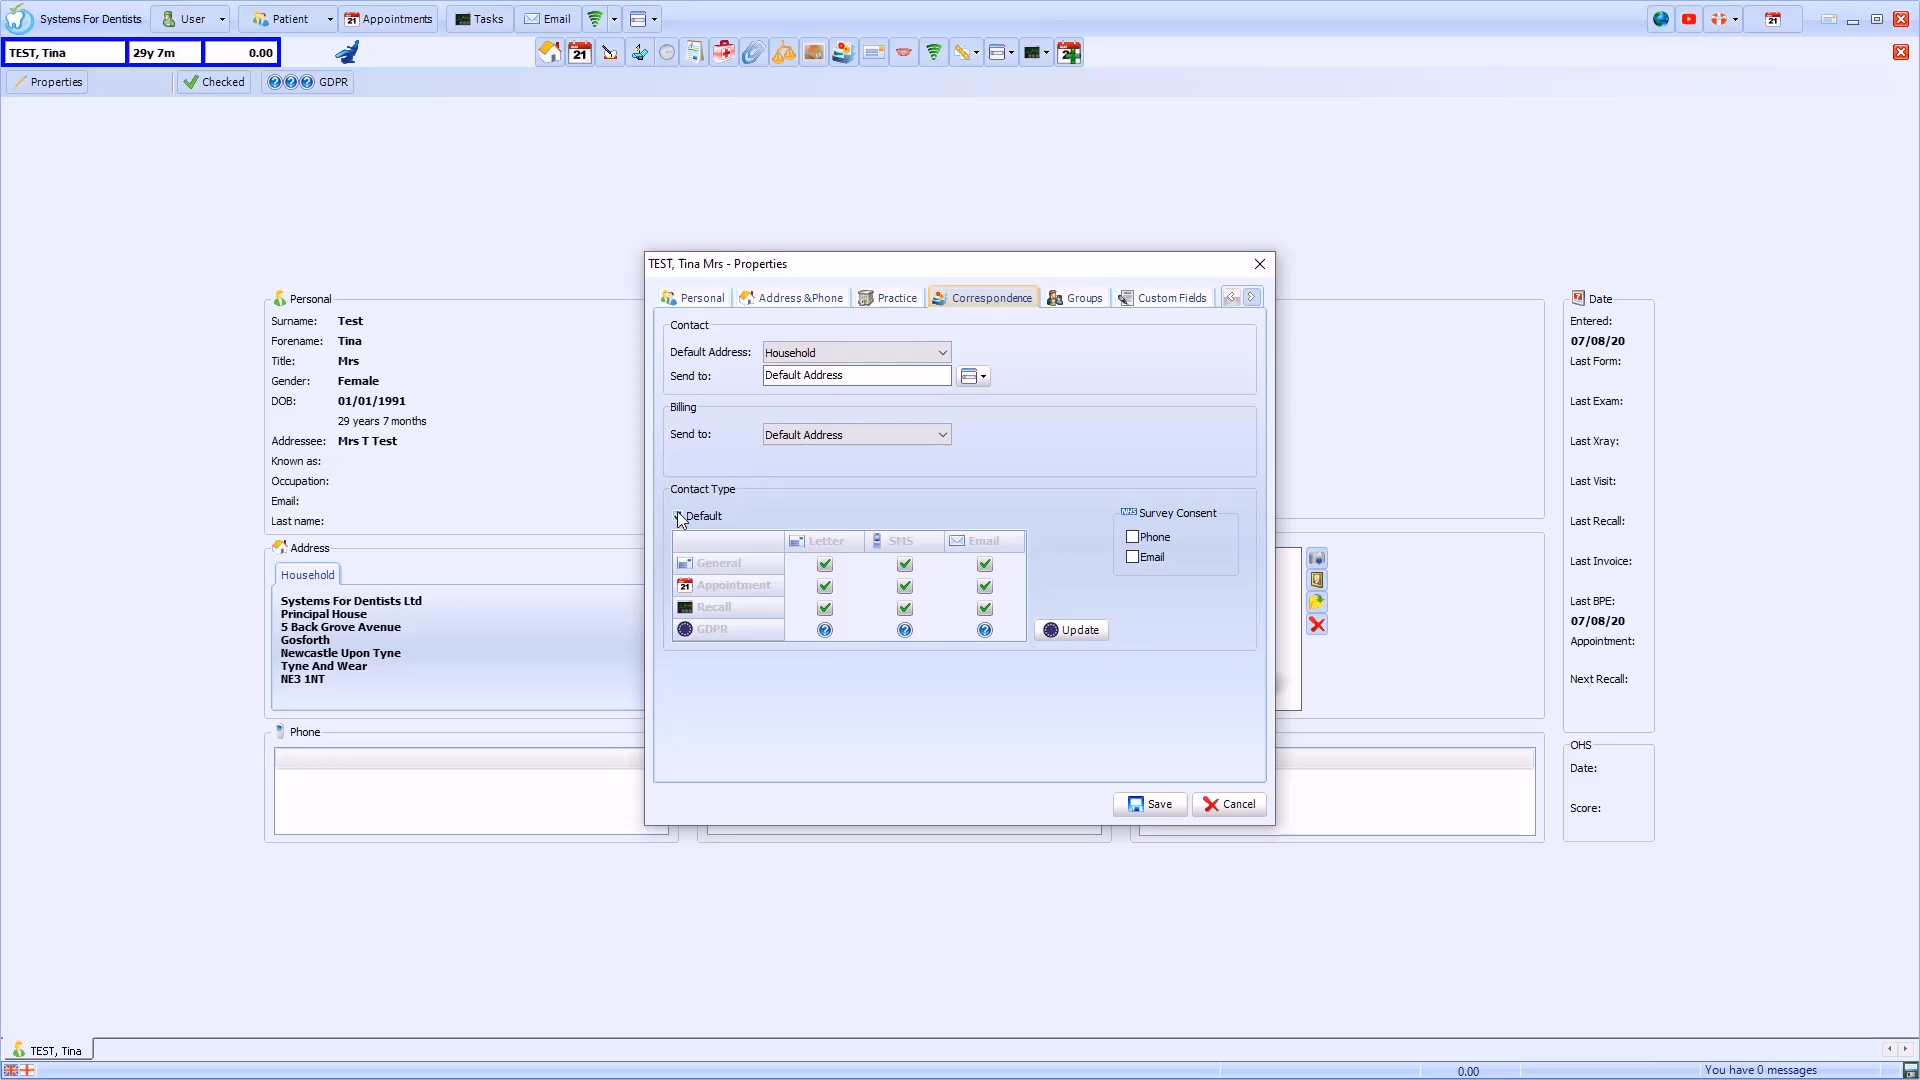 Systems For Dentists
User
Patient
21
Appointments
Tasks
Email
21
TEST, Tina
29y 7m
0.00
21
Properties
Checked
GDPR
TEST, Tina Mrs - Properties
Personal
Address &Phone
Practice
Correspondence
Groups
Custom Fields
Contact
Default Address:
Household
Send to:
Default Address
Billing
Send to:
Default Address
Contact Type
Default
Letter
SMS
Email
General
21
Appointment
Recall
GDPR
Update
NHS
Survey Consent
Phone
Email
Save
Cancel
Personal
Surname:
Test
Forename:
Tina
Title:
Mrs
Gender:
Female
DOB:
01/01/1991
29 years 7 months
Addressee:
Mrs T Test
Known as:
Occupation:
Email:
Last name:
Address
Household
Systems For Dentists Ltd
Principal House
5 Back Grove Avenue
Gosforth
Newcastle Upon Tyne
Tyne And Wear
NE3 1NT
Phone
Date
Entered:
07/08/20
Last Form:
Last Exam:
Last Xray:
Last Visit:
Last Recall:
Last Invoice:
Last BPE:
07/08/20
Appointment:
Next Recall:
OHS
Date:
Score:
TEST, Tina
0.00
You have 0 messages